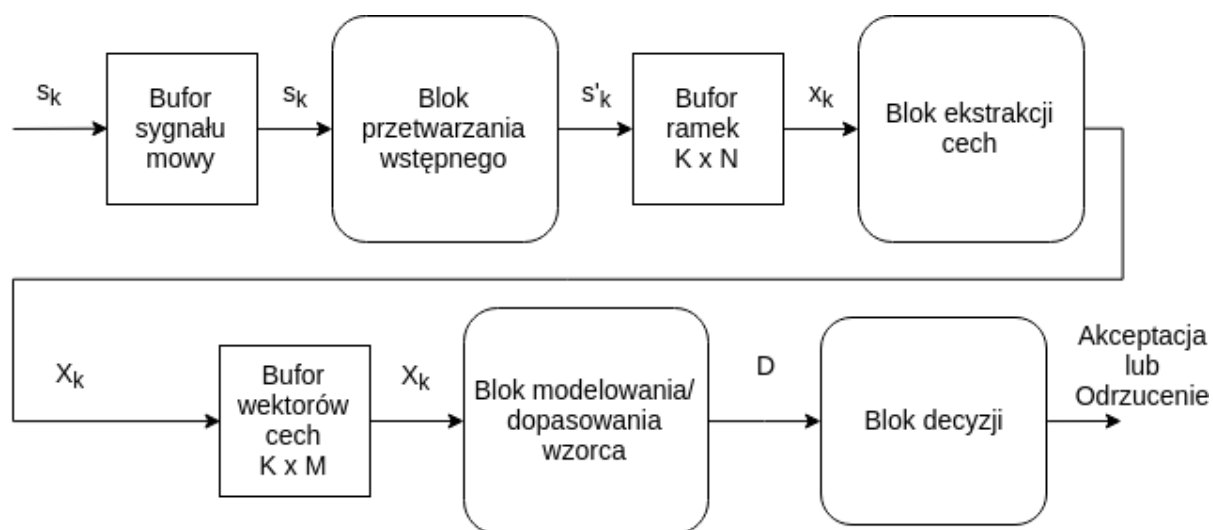 s_k
Bufor
sygnału
mowy
s_k
Blok
przetwarzania
wstępnego
s'_k
Bufor
ramek
K x N
x_k
Blok ekstrakcji
cech
X_k
Bufor
wektorów
cech
K x M
X_k
Blok modelowania/
dopasowania
wzorca
D
Blok decyzji
Akceptacja
lub
Odrzucenie